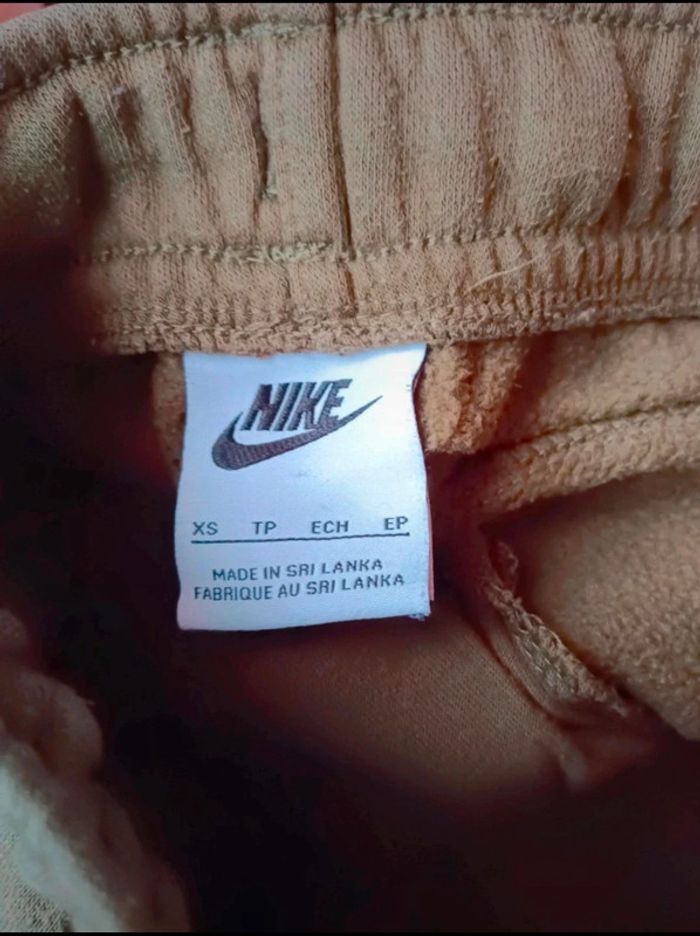 NIKE
XS TP ECH EP
MADE IN SRI LANKA
FABRIQUE AU SRI LANKA